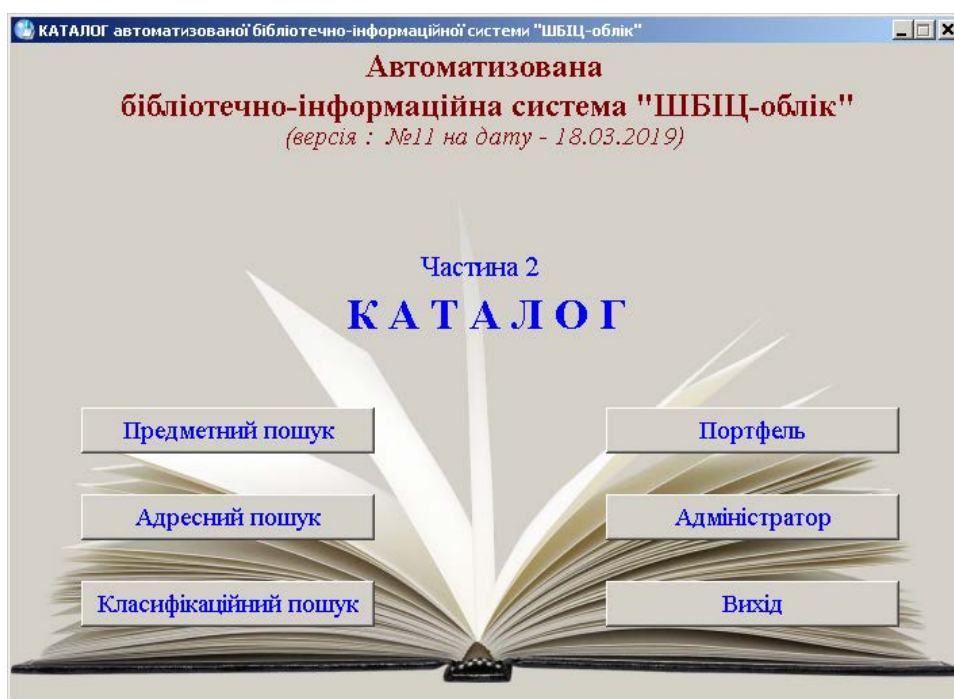 КАТАЛОГ автоматизованої бібліотечно-інформаційної системи "ШБІЦ-облік"
Автоматизована
бібліотечно-інформаційна система "ШБІЦ-облік"
(версія : №11 на дату - 18.03.2019)
Частина 2
К А Т А Л О Г
Предметний пошук
Портфель
Адресний пошук
Адміністратор
Класифікаційний пошук
Вихід